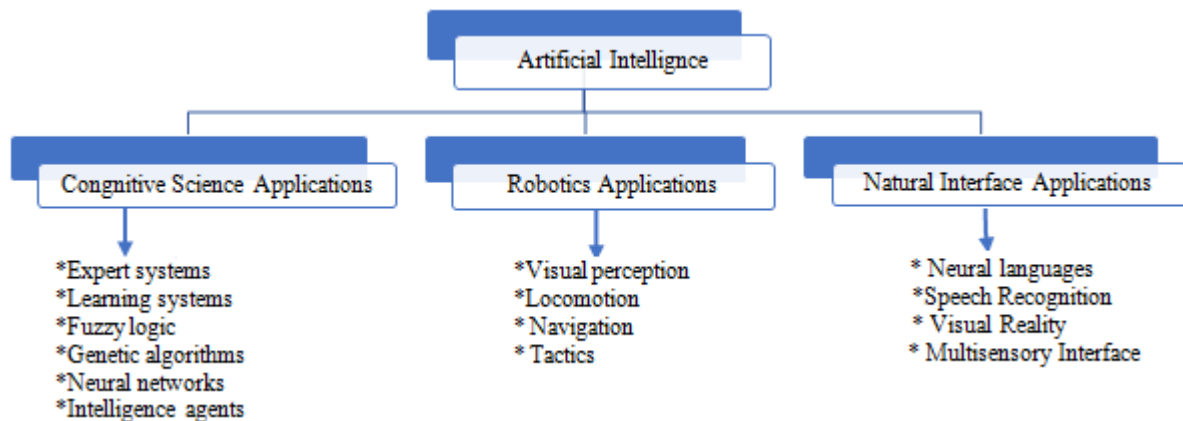 Artificial Intellignce
Congnitive Science Applications
*Expert systems
*Learning systems
*Fuzzy logic
*Genetic algorithms
*Neural networks
*Intelligence agents
Robotics Applications
*Visual perception
*Locomotion
* Navigation
* Tactics
Natural Interface Applications
* Neural languages
*Speech Recognition
* Visual Reality
* Multisensory Interface